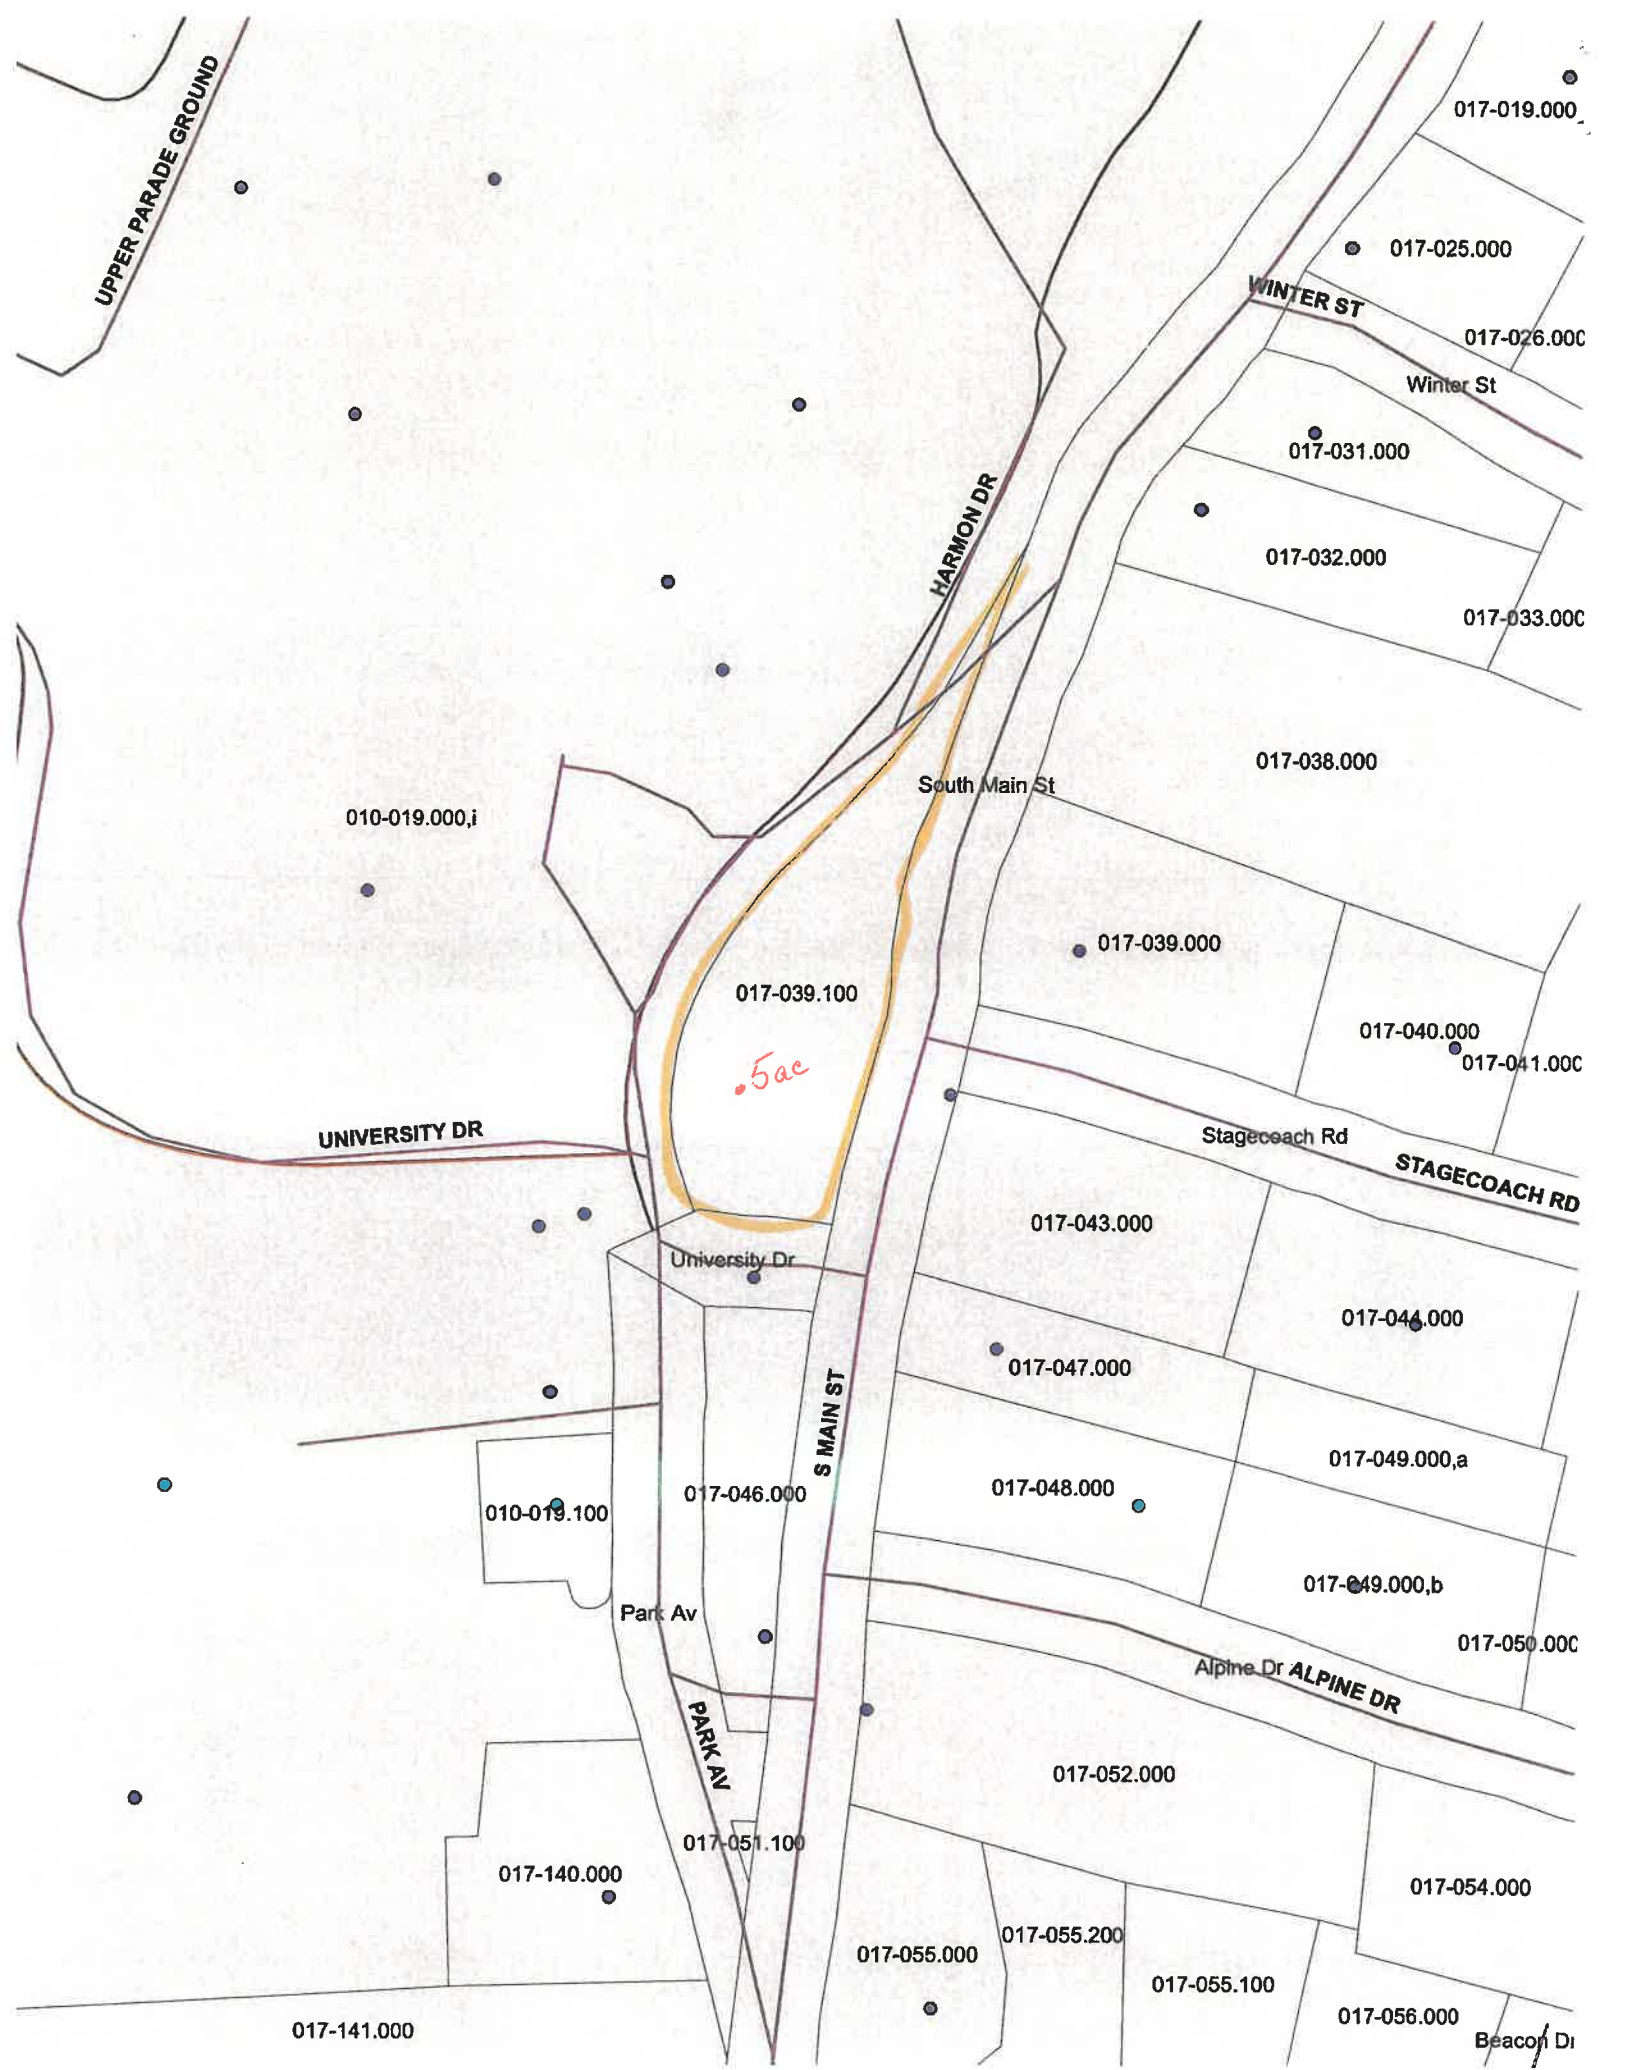 UPPER PARADE GROUND
017-019.000
017-025.000
WINTER ST
017-026.000
Winter St
017-031.000
HARMON DR
017-032.000
017-033.000
017-038.000
South Main St
010-019.000,i
017-039.000
017-039.100
017-040.000
017-041.000
.5ac
UNIVERSITY DR
Stagecoach Rd
STAGECOACH RD
017-043.000
University Dr
017-044.000
017-047.000
S MAIN ST
017-049.000,a
017-048.000
017-046.000
010-019.100
017-049.000,b
Park Av
017-050.000
Alpine Dr
ALPINE DR
PARK AV
017-052.000
017-051.100
017-140.000
017-054.000
017-055.200
017-055.000
017-055.100
017-056.000
017-141.000
Beacon Dr